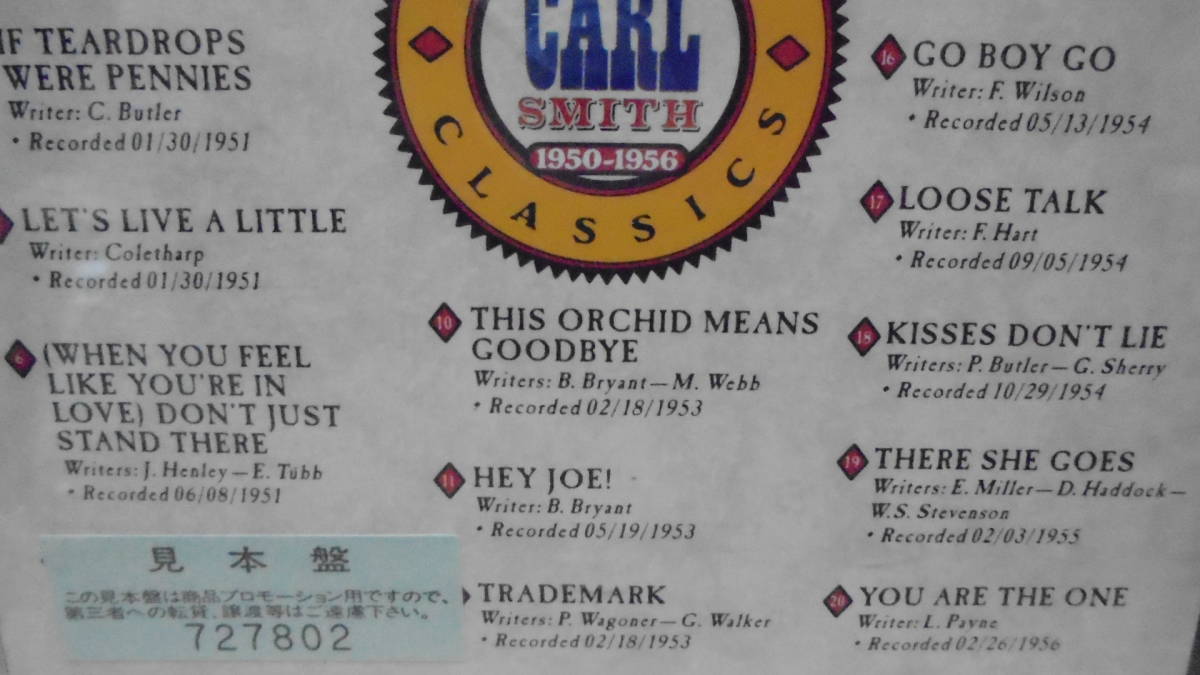 IF TEARDROPS
WERE PENNIES
Writer: C. Butler
• Recorded 01/30/1951
LET'S LIVE A LITTLE
Writer: Coletharp
• Recorded 01/30/1951
6 (WHEN YOU FEEL
LIKE YOU'RE IN
LOVE) DON'T JUST
STAND THERE
Writers: J. Henley—E. Tubb
• Recorded 06/08/1951
見本盤
この見本盤は商品プロモーション用ですので、
第三者への転貸、譲渡等はご遠慮下さい。
727802
CARL
SMITH
1950-1956
CLASSICS
10 THIS ORCHID MEANS
GOODBYE
Writers: B. Bryant—M. Webb
• Recorded 02/18/1953
11 HEY JOE!
Writer: B. Bryant
• Recorded 05/19/1953
TRADEMARK
Writers: P. Wagoner—G. Walker
• Recorded 02/18/1953
16 GO BOY GO
Writer: F. Wilson
• Recorded 05/13/1954
17 LOOSE TALK
Writer: F. Hart
• Recorded 09/05/1954
18 KISSES DON'T LIE
Writers: P. Butler—G. Sherry
• Recorded 10/29/1954
19 THERE SHE GOES
Writers: E. Miller—D. Haddock—
W.S. Stevenson
• Recorded 02/03/1955
20 YOU ARE THE ONE
Writer: L. Payne
• Recorded 02/26/1956